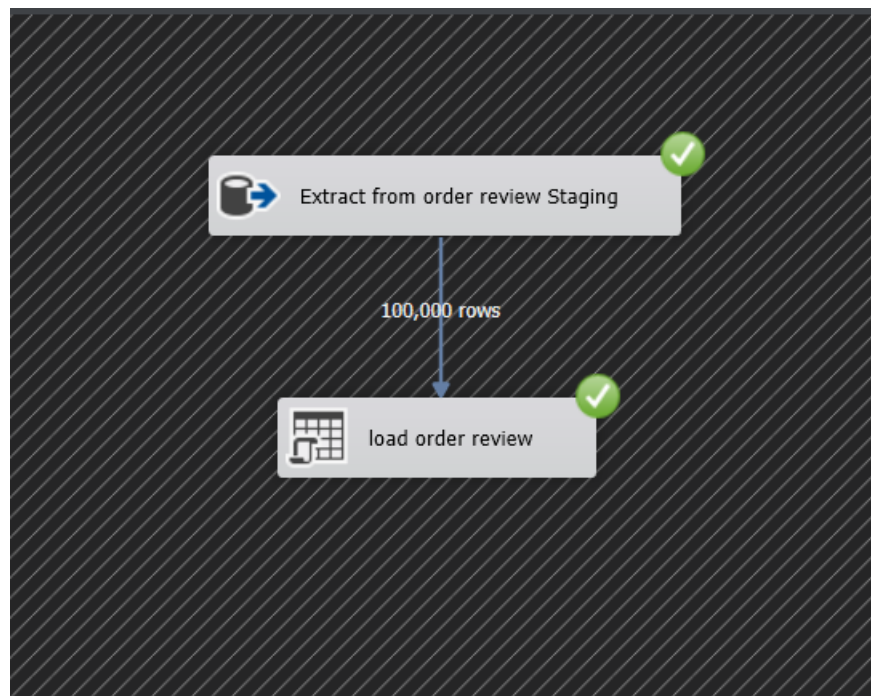 Extract from order review Staging
100,000 rows
load order review